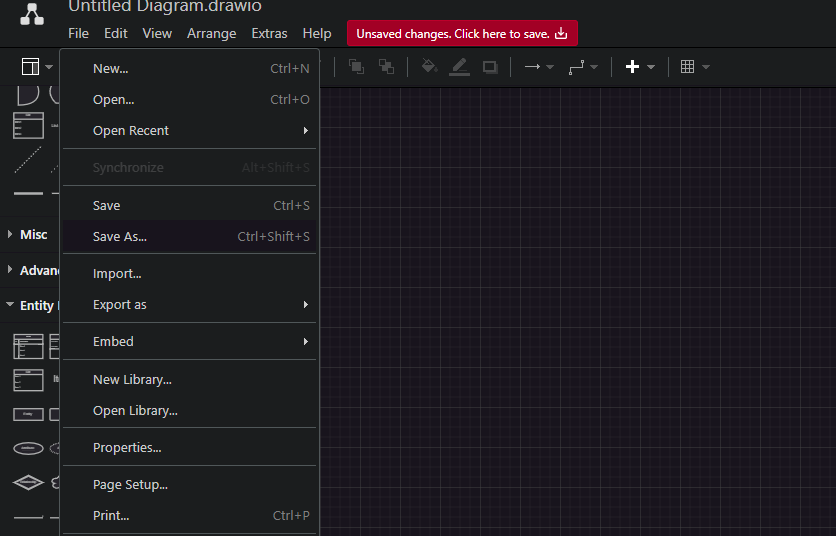 Untitled Diagram.drawio
File Edit View Arrange Extras Help Unsaved changes. Click here to save.
New... Ctrl+N
Open... Ctrl+O
Open Recent
Synchronize Alt+Shift+S
Save Ctrl+S
Misc
Save As... Ctrl+Shift+S
Advan
Import...
Entity
Export as
Embed
New Library...
Open Library...
Properties...
Page Setup...
Print... Ctrl+P